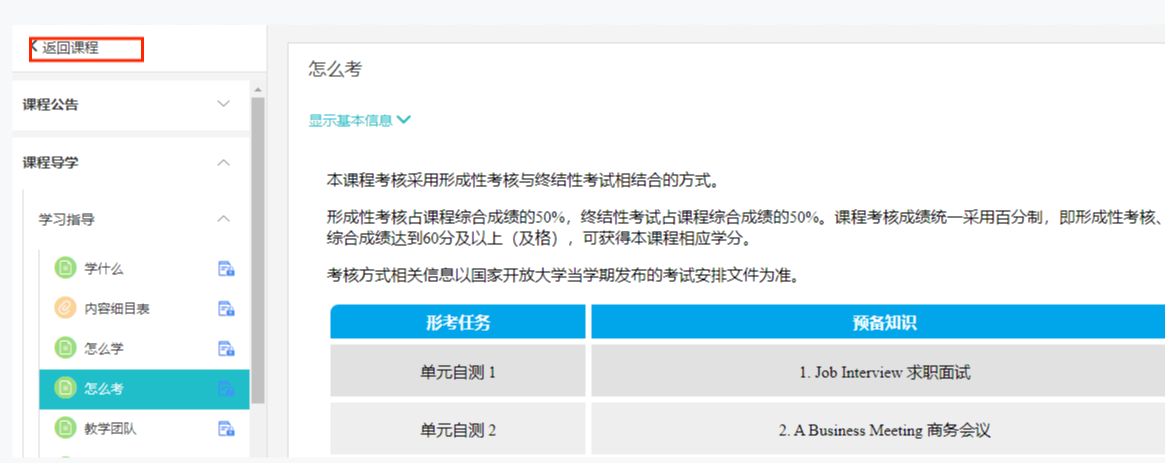 返回课程
课程公告
课程导学
学习指导
学什么
内容细目表
怎么学
怎么考
教学团队
怎么考
显示基本信息
本课程考核采用形成性考核与终结性考试相结合的方式。
形成性考核占课程综合成绩的50%，终结性考试占课程综合成绩的50%。课程考核成绩统一采用百分制，即形成性考核、
综合成绩达到60分及以上（及格），可获得本课程相应学分。
考核方式相关信息以国家开放大学当学期发布的考试安排文件为准。
形考任务 预备知识
单元自测 1 1. Job Interview 求职面试
单元自测 2 2. A Business Meeting 商务会议